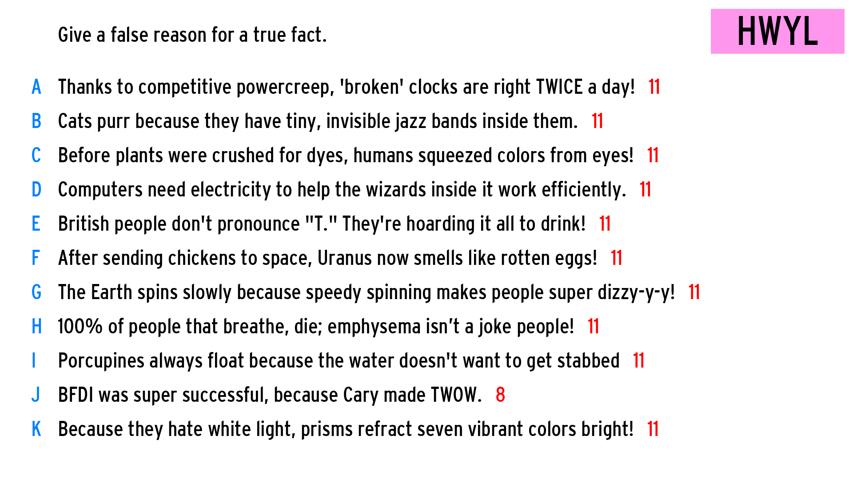 Give a false reason for a true fact.
HWYL
A Thanks to competitive powercreep, 'broken' clocks are right TWICE a day! 11
B Cats purr because they have tiny, invisible jazz bands inside them. 11
C Before plants were crushed for dyes, humans squeezed colors from eyes! 11
D Computers need electricity to help the wizards inside it work efficiently. 11
E British people don't pronounce "T." They're hoarding it all to drink! 11
F After sending chickens to space, Uranus now smells like rotten eggs! 11
G The Earth spins slowly because speedy spinning makes people super dizzy-y-y! 11
H 100% of people that breathe, die; emphysema isn’t a joke people! 11
I Porcupines always float because the water doesn't want to get stabbed 11
J BFDI was super successful, because Cary made TWOW. 8
K Because they hate white light, prisms refract seven vibrant colors bright! 11